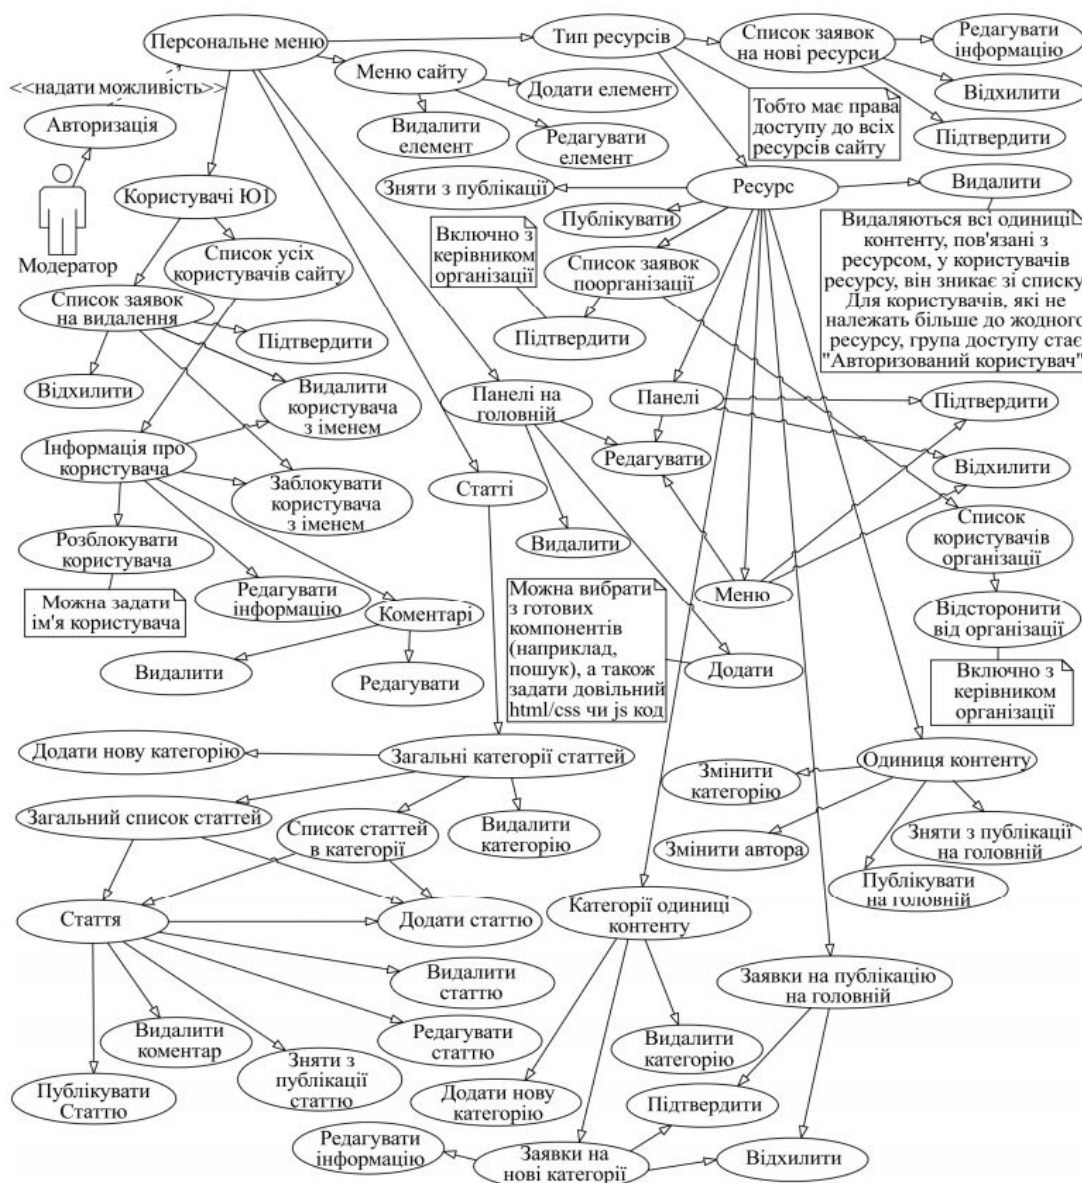 Персональне меню
Тип ресурсів
Список заявок
на нові ресурси
Редагувати
інформацію
Меню сайту
<<надати можливість>>
Додати елемент
Відхилити
Авторизація
Видалити
елемент
Редагувати
елемент
Тобто має права
доступу до всіх
ресурсів сайту
Підтвердити
Користувачі ЮІ
Зняти з публікації
Ресурс
Видалити
Публікувати
Модератор
Список усіх
користувачів сайту
Включно з
керівником
організації
Список заявок
поорганізації
Видаляються всі одиниці
контенту, пов'язані з
ресурсом, у користувачів
ресурсу, він зникає зі списку
Для користувачів, які не
належать більше до жодного
ресурсу, група доступу стає
"Авторизований користувач"
Список заявок
на видалення
Підтвердити
Підтвердити
Відхилити
Видалити
користувача
з іменем
Панелі на
головній
Панелі
Підтвердити
Інформація про
користувача
Редагувати
Відхилити
Заблокувати
користувача
з іменем
Статті
Розблокувати
користувача
Видалити
Список
користувачів
організації
Можна задати
ім'я користувача
Редагувати
інформацію
Коментарі
Можна вибрати
з готових
компонентів
(наприклад,
пошук), а також
задати довільний
html/css чи js код
Меню
Відсторонити
від організації
Видалити
Редагувати
Додати
Включно з
керівником
організації
Додати нову категорію
Загальні категорії статтей
Змінити
категорію
Одиниця контенту
Загальний список статтей
Список статтей
в категорії
Видалити
категорію
Змінити автора
Зняти з публікації
на головній
Публікувати
на головній
Стаття
Додати статтю
Категорії одиниці
контенту
Видалити
статтю
Заявки на публікацію
на головній
Видалити
коментар
Редагувати
статтю
Видалити
категорію
Публікувати
Статтю
Зняти з
публікації
статтю
Додати нову
категорію
Підтвердити
Редагувати
інформацію
Заявки на
нові категорії
Відхилити